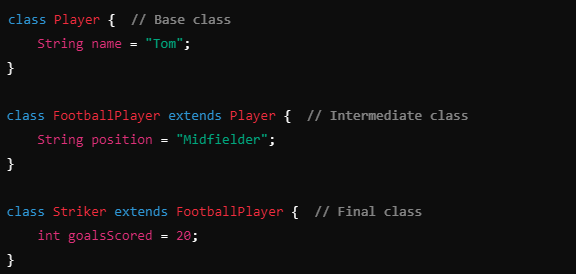 class Player {  // Base class
    String name = "Tom";
}
class FootballPlayer extends Player {  // Intermediate class
    String position = "Midfielder";
}
class Striker extends FootballPlayer {  // Final class
    int goalsScored = 20;
}